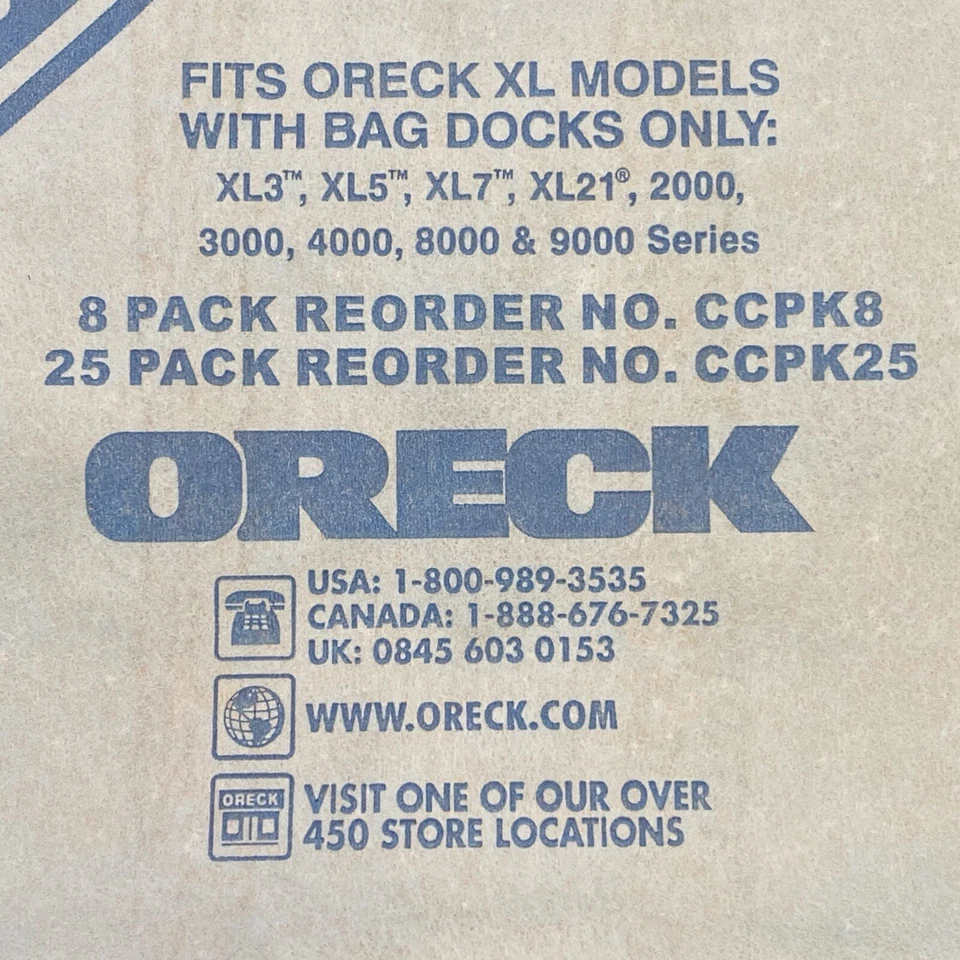 FITS ORECK XL MODELS
WITH BAG DOCKS ONLY:
XL3™, XL5™, XL7™, XL21®, 2000,
3000, 4000, 8000 & 9000 Series
8 PACK REORDER NO. CCPK8
25 PACK REORDER NO. CCPK25
ORECK
USA: 1-800-989-3535
CANADA: 1-888-676-7325
UK: 0845 603 0153
WWW.ORECK.COM
ORECK
VISIT ONE OF OUR OVER
450 STORE LOCATIONS